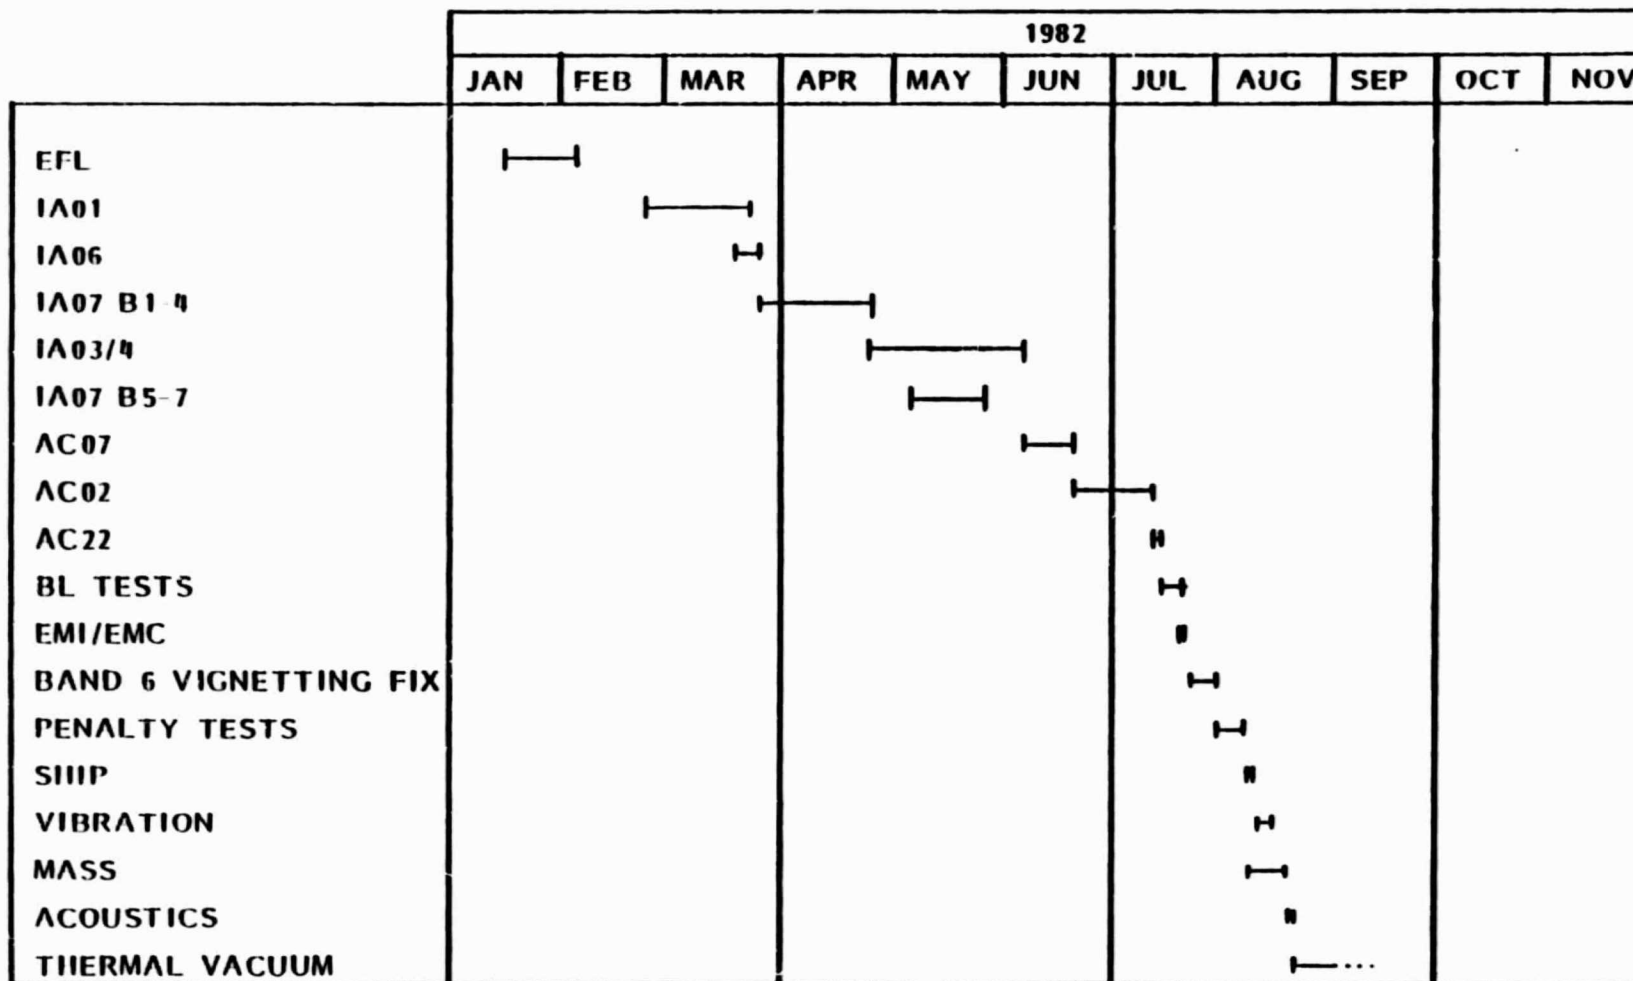 1982
JAN FEB MAR APR MAY JUN JUL AUG SEP OCT NOV
EFL
IA01
IA06
IA07 B1-4
IA03/4
IA07 B5-7
AC07
AC02
AC22
BL TESTS
EMI/EMC
BAND 6 VIGNETTING FIX
PENALTY TESTS
SHIP
VIBRATION
MASS
ACOUSTICS
THERMAL VACUUM